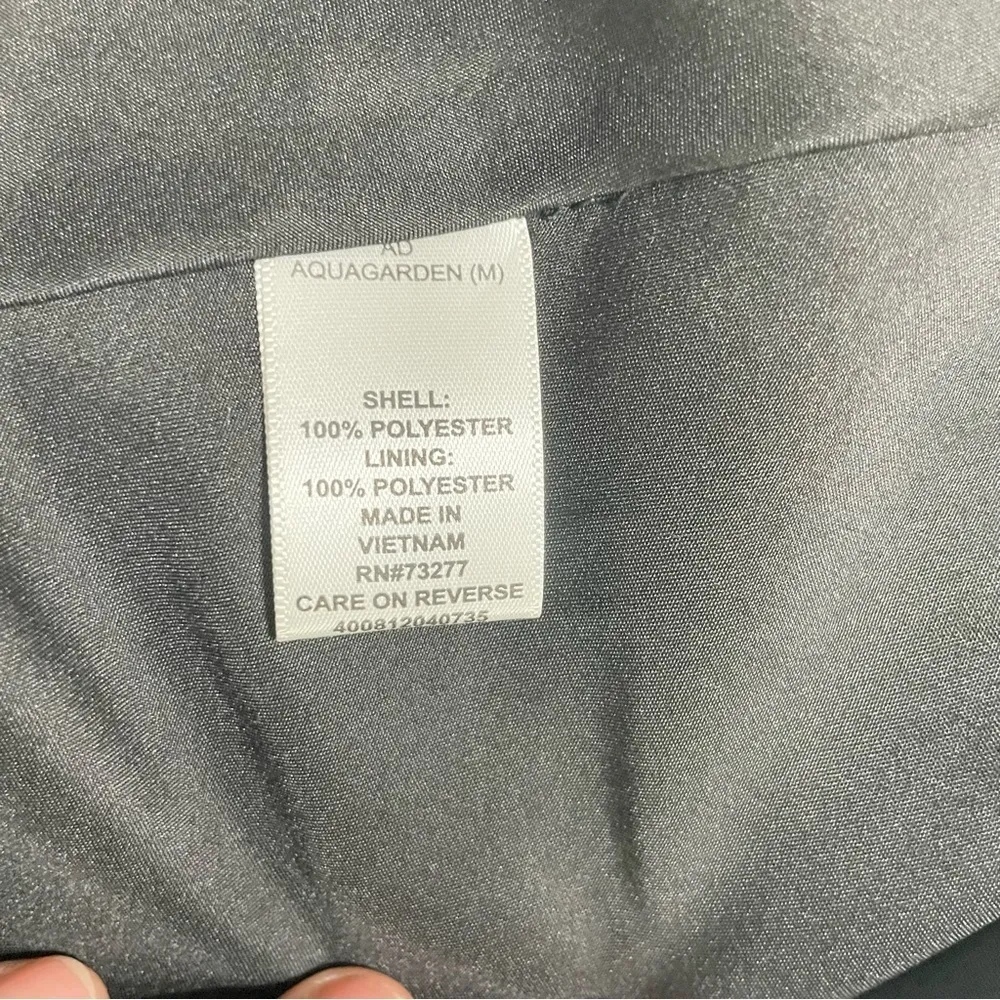 AD
AQUAGARDEN (M)
SHELL:
100% POLYESTER
LINING:
100% POLYESTER
MADE IN
VIETNAM
RN#73277
CARE ON REVERSE
400812040735